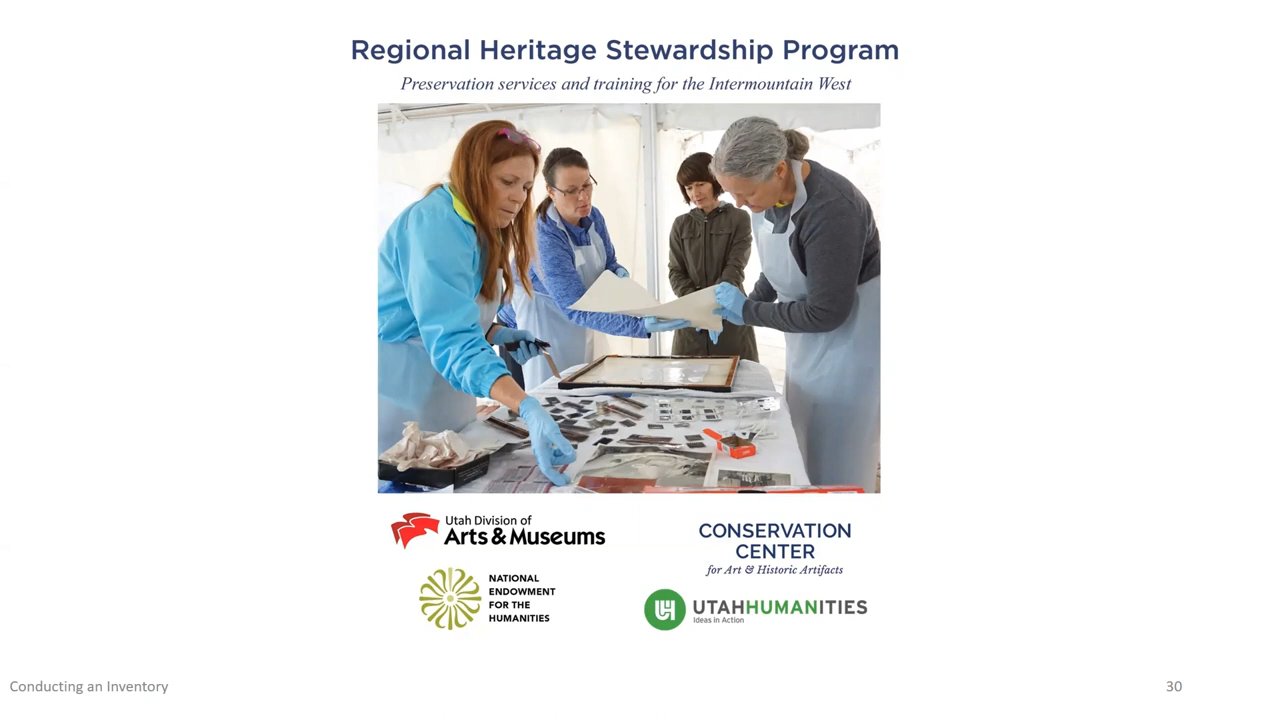 Regional Heritage Stewardship Program
Preservation services and training for the Intermountain West
Utah Division of
Arts & Museums
CONSERVATION
CENTER
for Art & Historic Artifacts
NATIONAL
ENDOWMENT
FOR THE
HUMANITIES
UTAHHUMANITIES
Ideas in Action
Conducting an Inventory
30